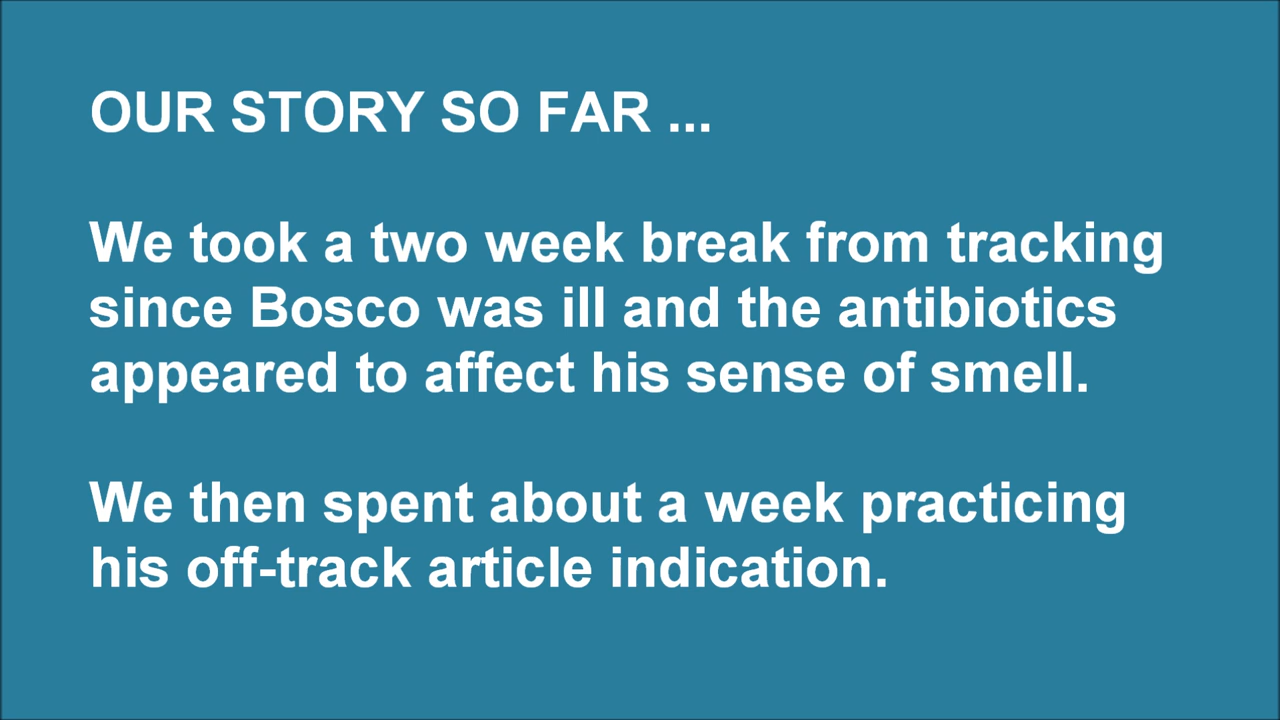 OUR STORY SO FAR ...
We took a two week break from tracking
since Bosco was ill and the antibiotics
appeared to affect his sense of smell.
We then spent about a week practicing
his off-track article indication.